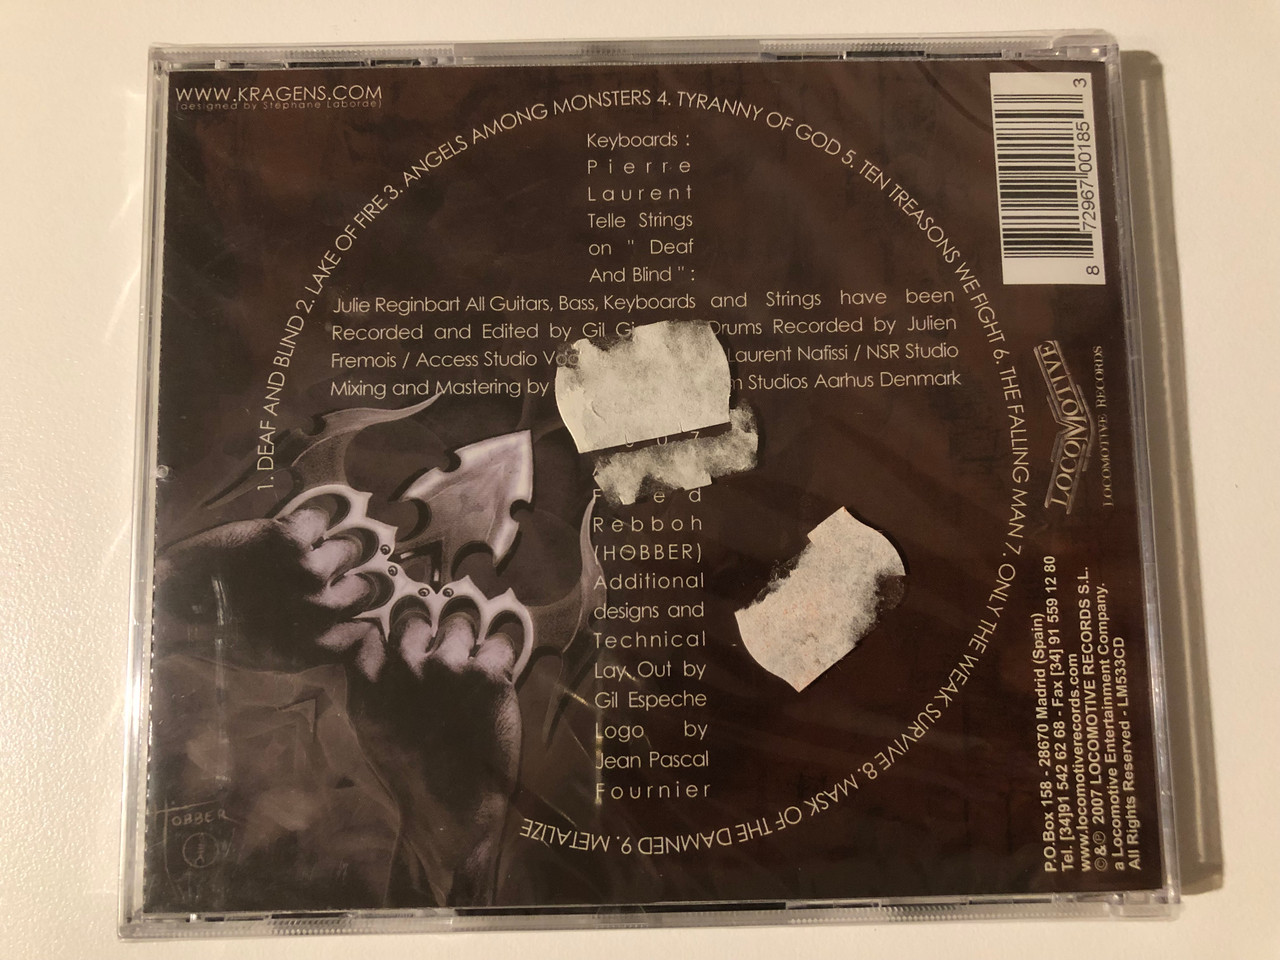 WWW.KRAGENS.COM
(designed by Stephane Laborde)
1. DEAF AND BLIND 2. LAKE OF FIRE 3. ANGELS AMONG MONSTERS 4. TYRANNY OF GOD 5. TEN TREASONS WE FIGHT 6. THE FALLING MAN 7. ONLY THE WEAK SURVIVE 8. MASK OF THE DAMNED 9. METALIZE
Keyboards :
Pierre
Laurent
Telle Strings
on " Deaf
And Blind " :
Julie Reginbart All Guitars, Bass, Keyboards and Strings have been
Recorded and Edited by Gil Drums Recorded by Julien
Fremois / Access Studio Laurent Nafissi / NSR Studio
Mixing and Mastering by Studios Aarhus Denmark
Rebboh
(HOBBER)
Additional
designs and
Technical
Lay Out by
Gil Espeche
Logo by
Jean Pascal
Fournier
HOBBER
8 72967 00185 3
LOCOMOTIVE
LOCOMOTIVE RECORDS
P.O.Box 158 - 28670 Madrid (Spain)
Tel. [34]91 542 62 68 - Fax [34] 91 559 12 80
www.locomotiverecords.com
©&℗ 2007 LOCOMOTIVE RECORDS S.L.
a Locomotive Entertainment Company.
All Rights Reserved - LM533CD